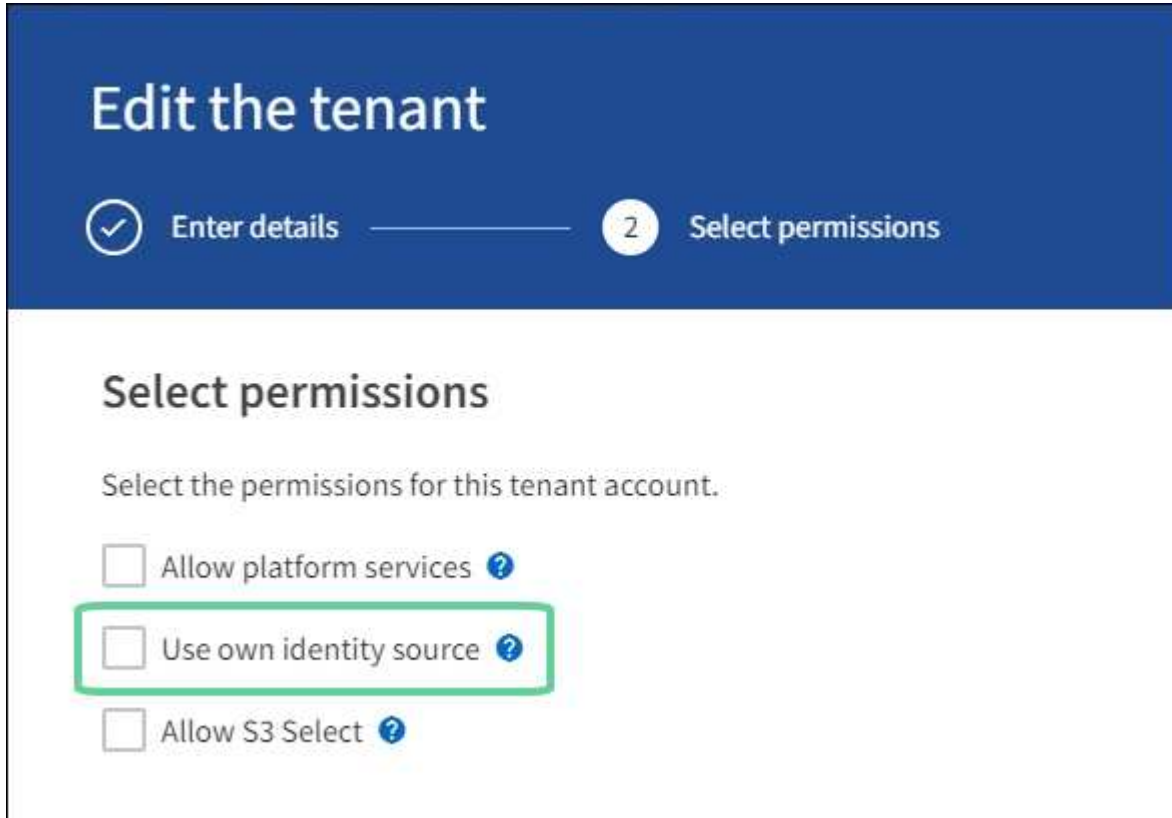 Edit the tenant
Enter details
2 Select permissions
Select permissions
Select the permissions for this tenant account.
Allow platform services ?
Use own identity source ?
Allow S3 Select ?